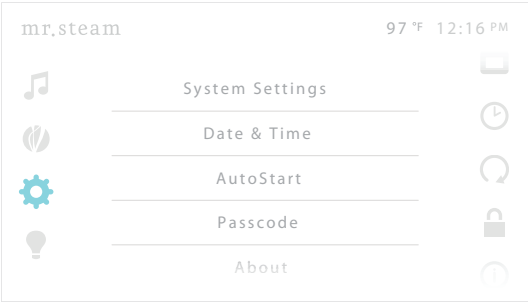 mr.steam 97 °F 12:16 PM
System Settings
Date & Time
AutoStart
Passcode
About